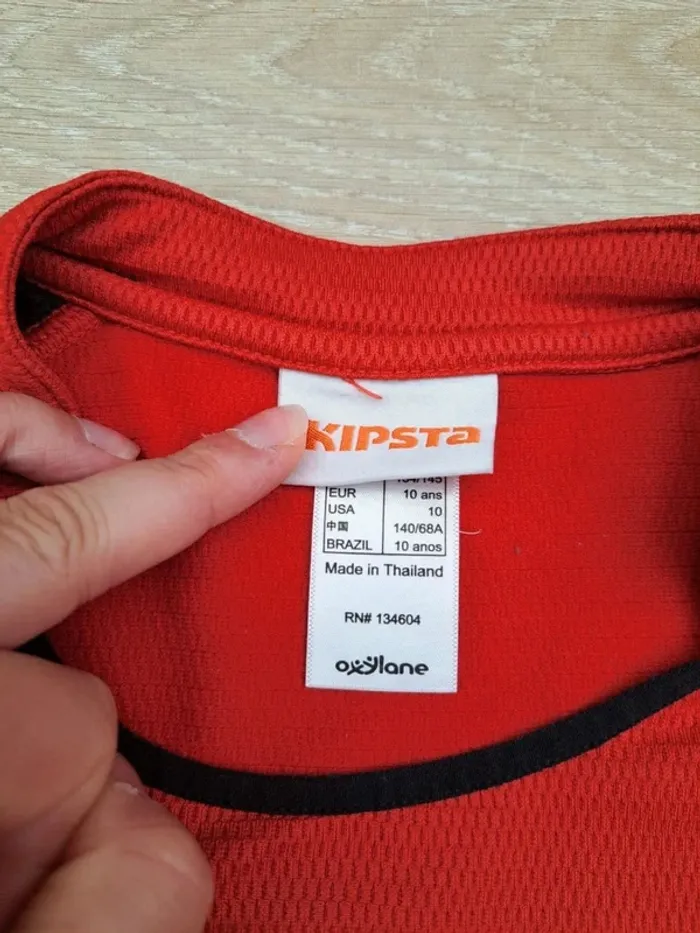 KIPSTA
EUR 10 ans
USA 10
中国 140/68A
BRAZIL 10 anos
Made in Thailand
RN# 134604
oxylane